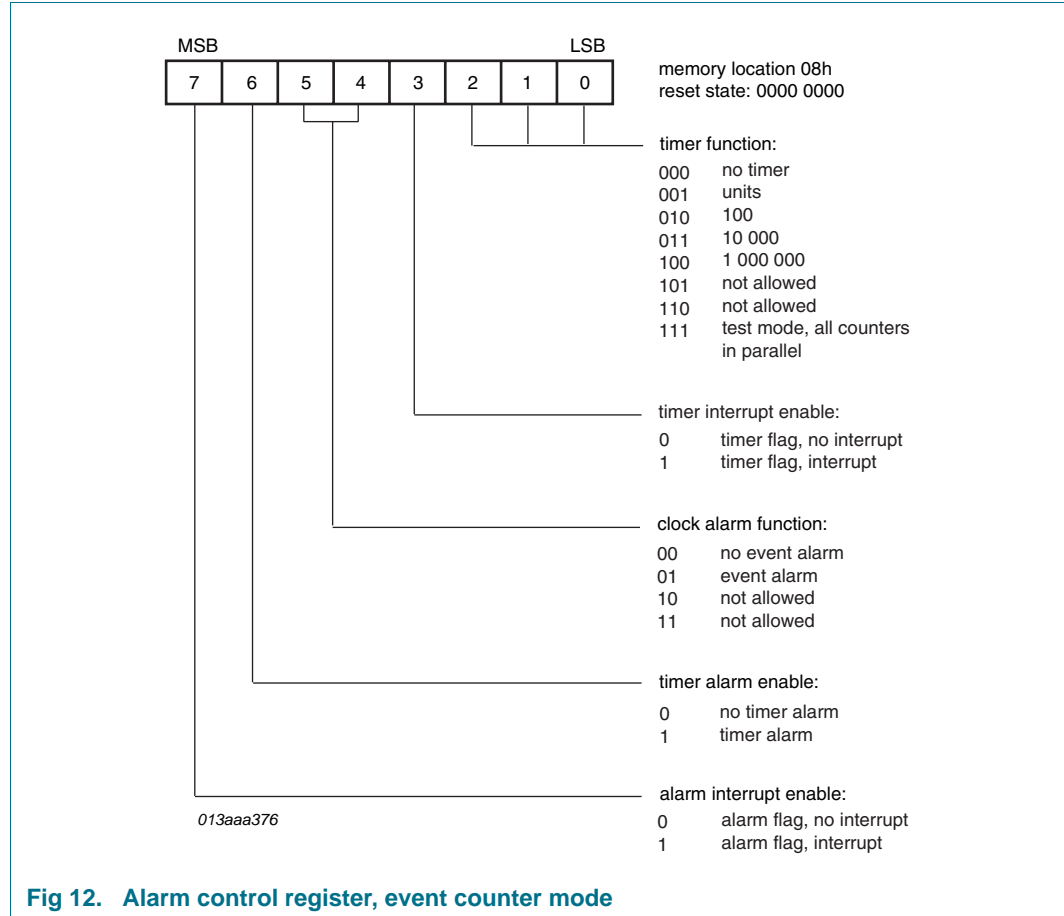 MSB LSB
7 6 5 4 3 2 1 0
memory location 08h
reset state: 0000 0000
timer function:
000 no timer
001 units
010 100
011 10 000
100 1 000 000
101 not allowed
110 not allowed
111 test mode, all counters
in parallel
timer interrupt enable:
0 timer flag, no interrupt
1 timer flag, interrupt
clock alarm function:
00 no event alarm
01 event alarm
10 not allowed
11 not allowed
timer alarm enable:
0 no timer alarm
1 timer alarm
alarm interrupt enable:
0 alarm flag, no interrupt
1 alarm flag, interrupt
013aaa376
Fig 12. Alarm control register, event counter mode